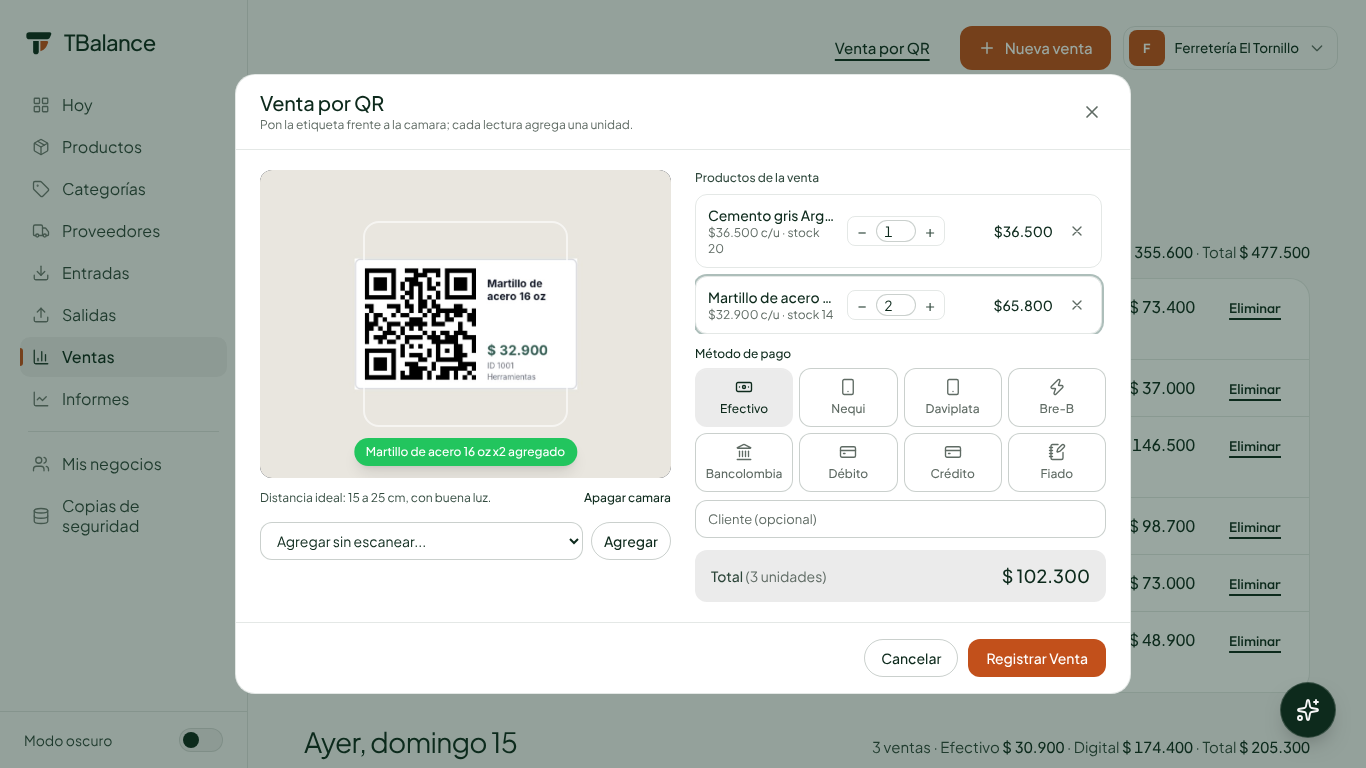 TBalance
Venta por QR
Nueva venta
F
Ferretería El Tornillo
Hoy
Productos
Categorías
Proveedores
Entradas
Salidas
Ventas
Informes
Mis negocios
Copias de
seguridad
Modo oscuro
Venta por QR
Pon la etiqueta frente a la camara; cada lectura agrega una unidad.
Martillo de
acero 16 oz
$ 32.900
ID 1001
Herramientas
Martillo de acero 16 oz x2 agregado
Distancia ideal: 15 a 25 cm, con buena luz.
Apagar camara
Agregar sin escanear...
Agregar
Productos de la venta
Cemento gris Arg...
$36.500 c/u · stock
20
− 1 +
$36.500
Martillo de acero ...
$32.900 c/u · stock 14
− 2 +
$65.800
Método de pago
Efectivo
Nequi
Daviplata
Bre-B
Bancolombia
Débito
Crédito
Fiado
Cliente (opcional)
Total (3 unidades)
$ 102.300
Cancelar
Registrar Venta
355.600 · Total $ 477.500
$ 73.400 Eliminar
$ 37.000 Eliminar
146.500 Eliminar
$ 98.700 Eliminar
$ 73.000 Eliminar
$ 48.900 Eliminar
Ayer, domingo 15
3 ventas · Efectivo $ 30.900 · Digital $ 174.400 · Total $ 205.300